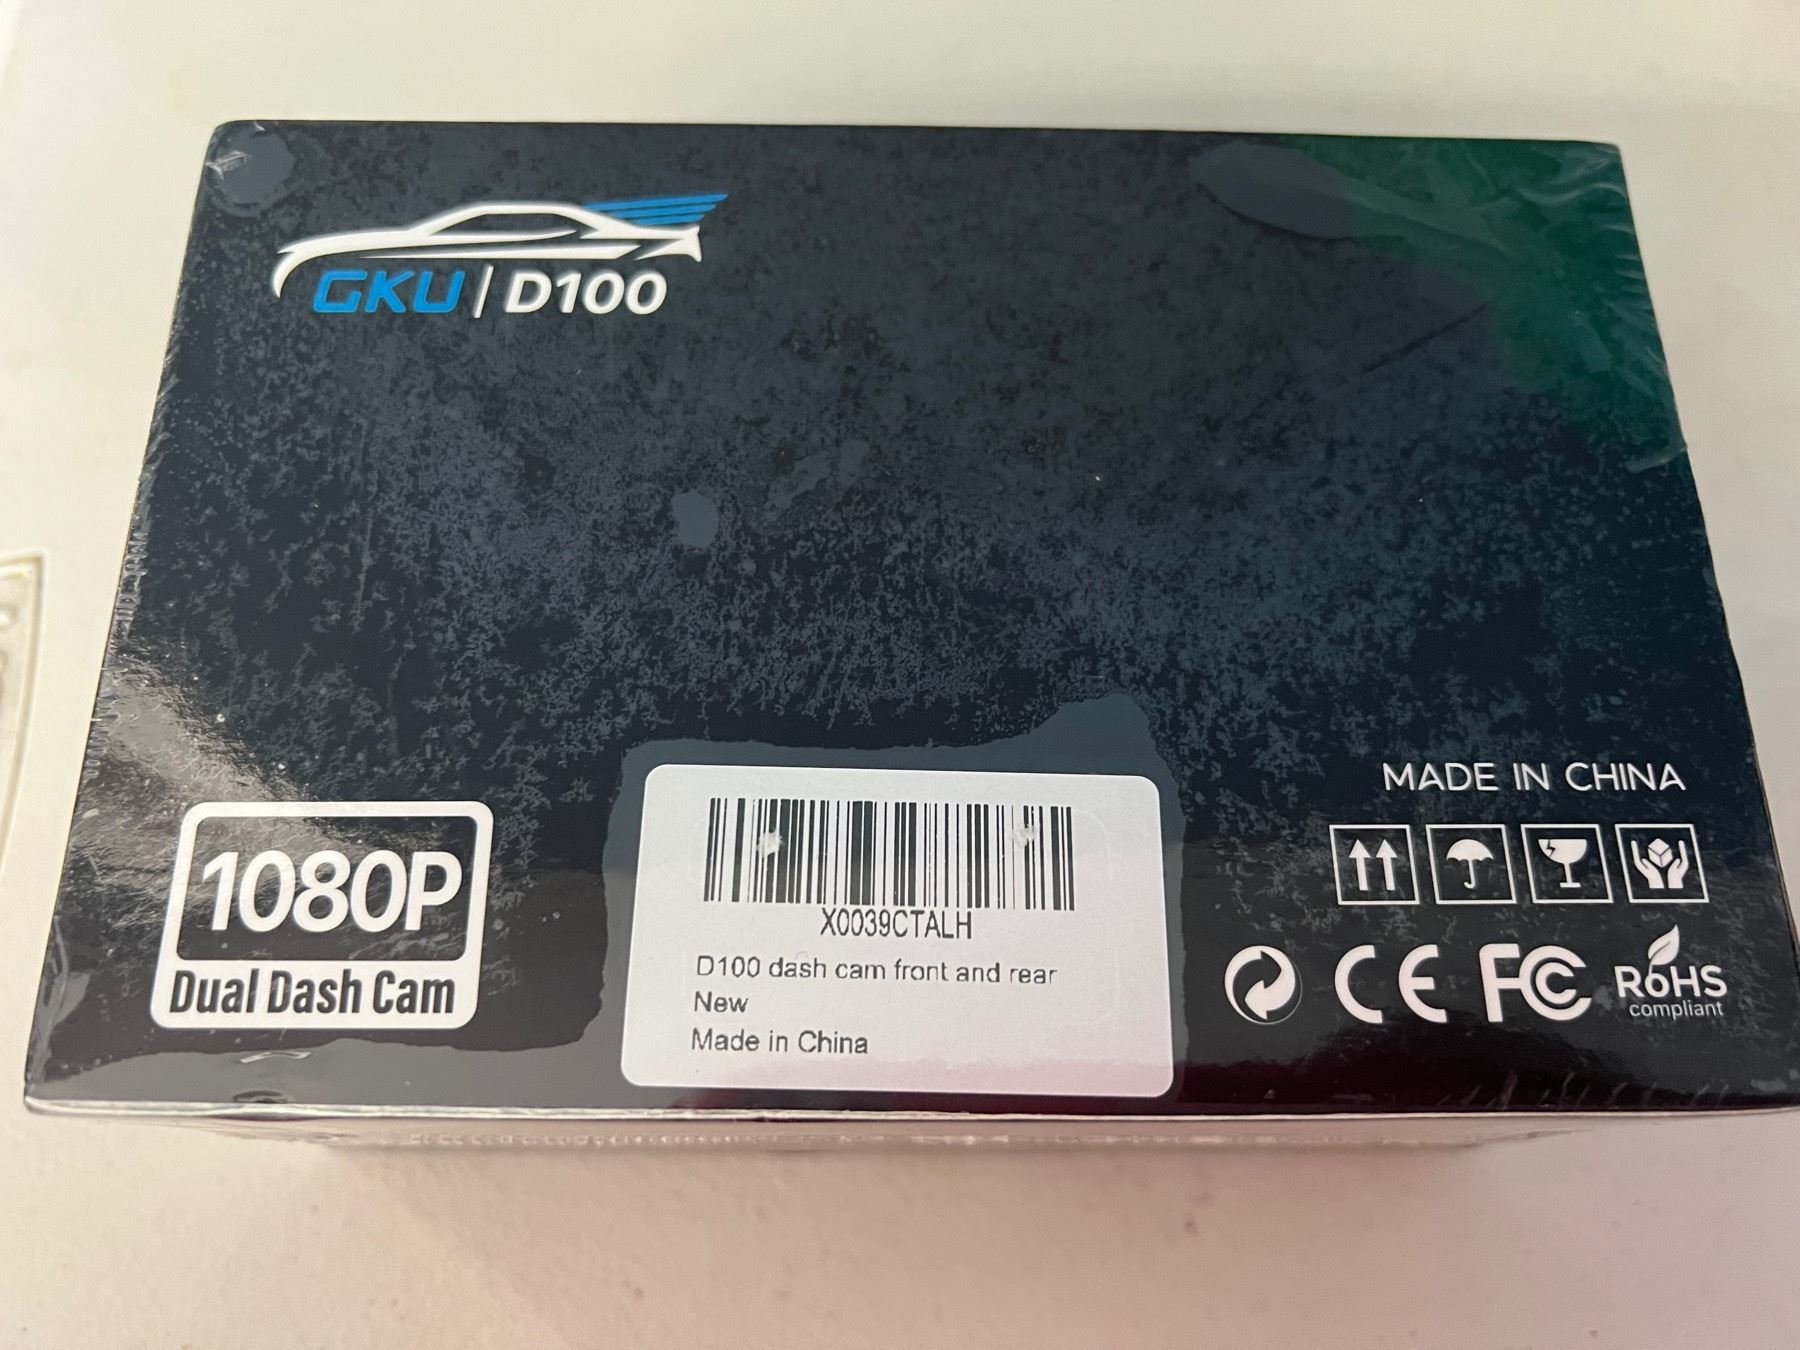 GKU | D100
1080P
Dual Dash Cam
X0039CTALH
D100 dash cam front and rear
New
Made in China
MADE IN CHINA
CE FC RoHS
compliant